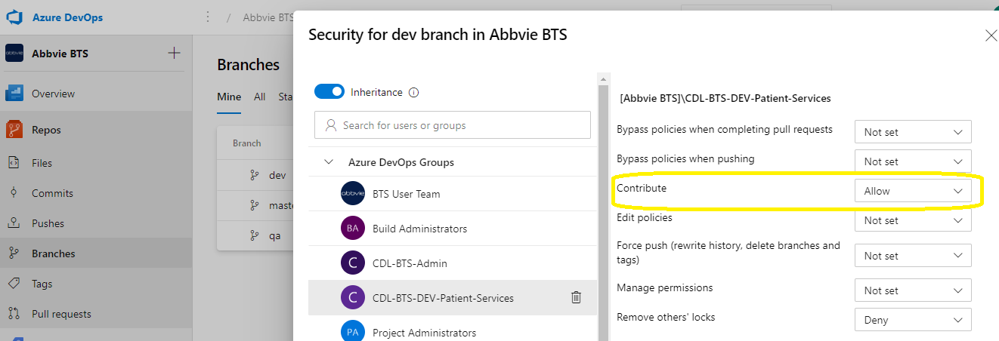 Azure DevOps
/ Abbvie BTS
Security for dev branch in Abbvie BTS
abbvie
Abbvie BTS
Overview
Repos
Files
Commits
Pushes
Branches
Tags
Pull requests
Branches
Mine
All
Sta
Branch
dev
maste
qa
Inheritance
Search for users or groups
Azure DevOps Groups
abbvie
BTS User Team
BA
Build Administrators
C
CDL-BTS-Admin
C
CDL-BTS-DEV-Patient-Services
PA
Project Administrators
[Abbvie BTS]\CDL-BTS-DEV-Patient-Services
Bypass policies when completing pull requests
Not set
Bypass policies when pushing
Not set
Contribute
Allow
Edit policies
Not set
Force push (rewrite history, delete branches and
tags)
Not set
Manage permissions
Not set
Remove others' locks
Deny